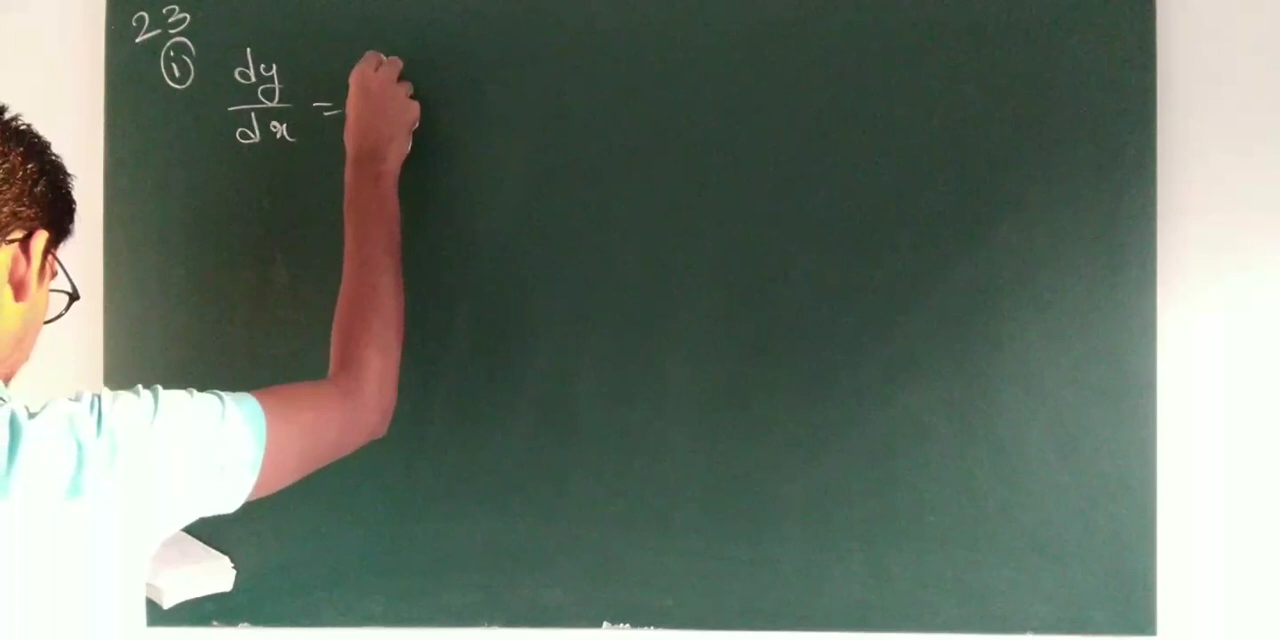 23
(i) dy/dx =